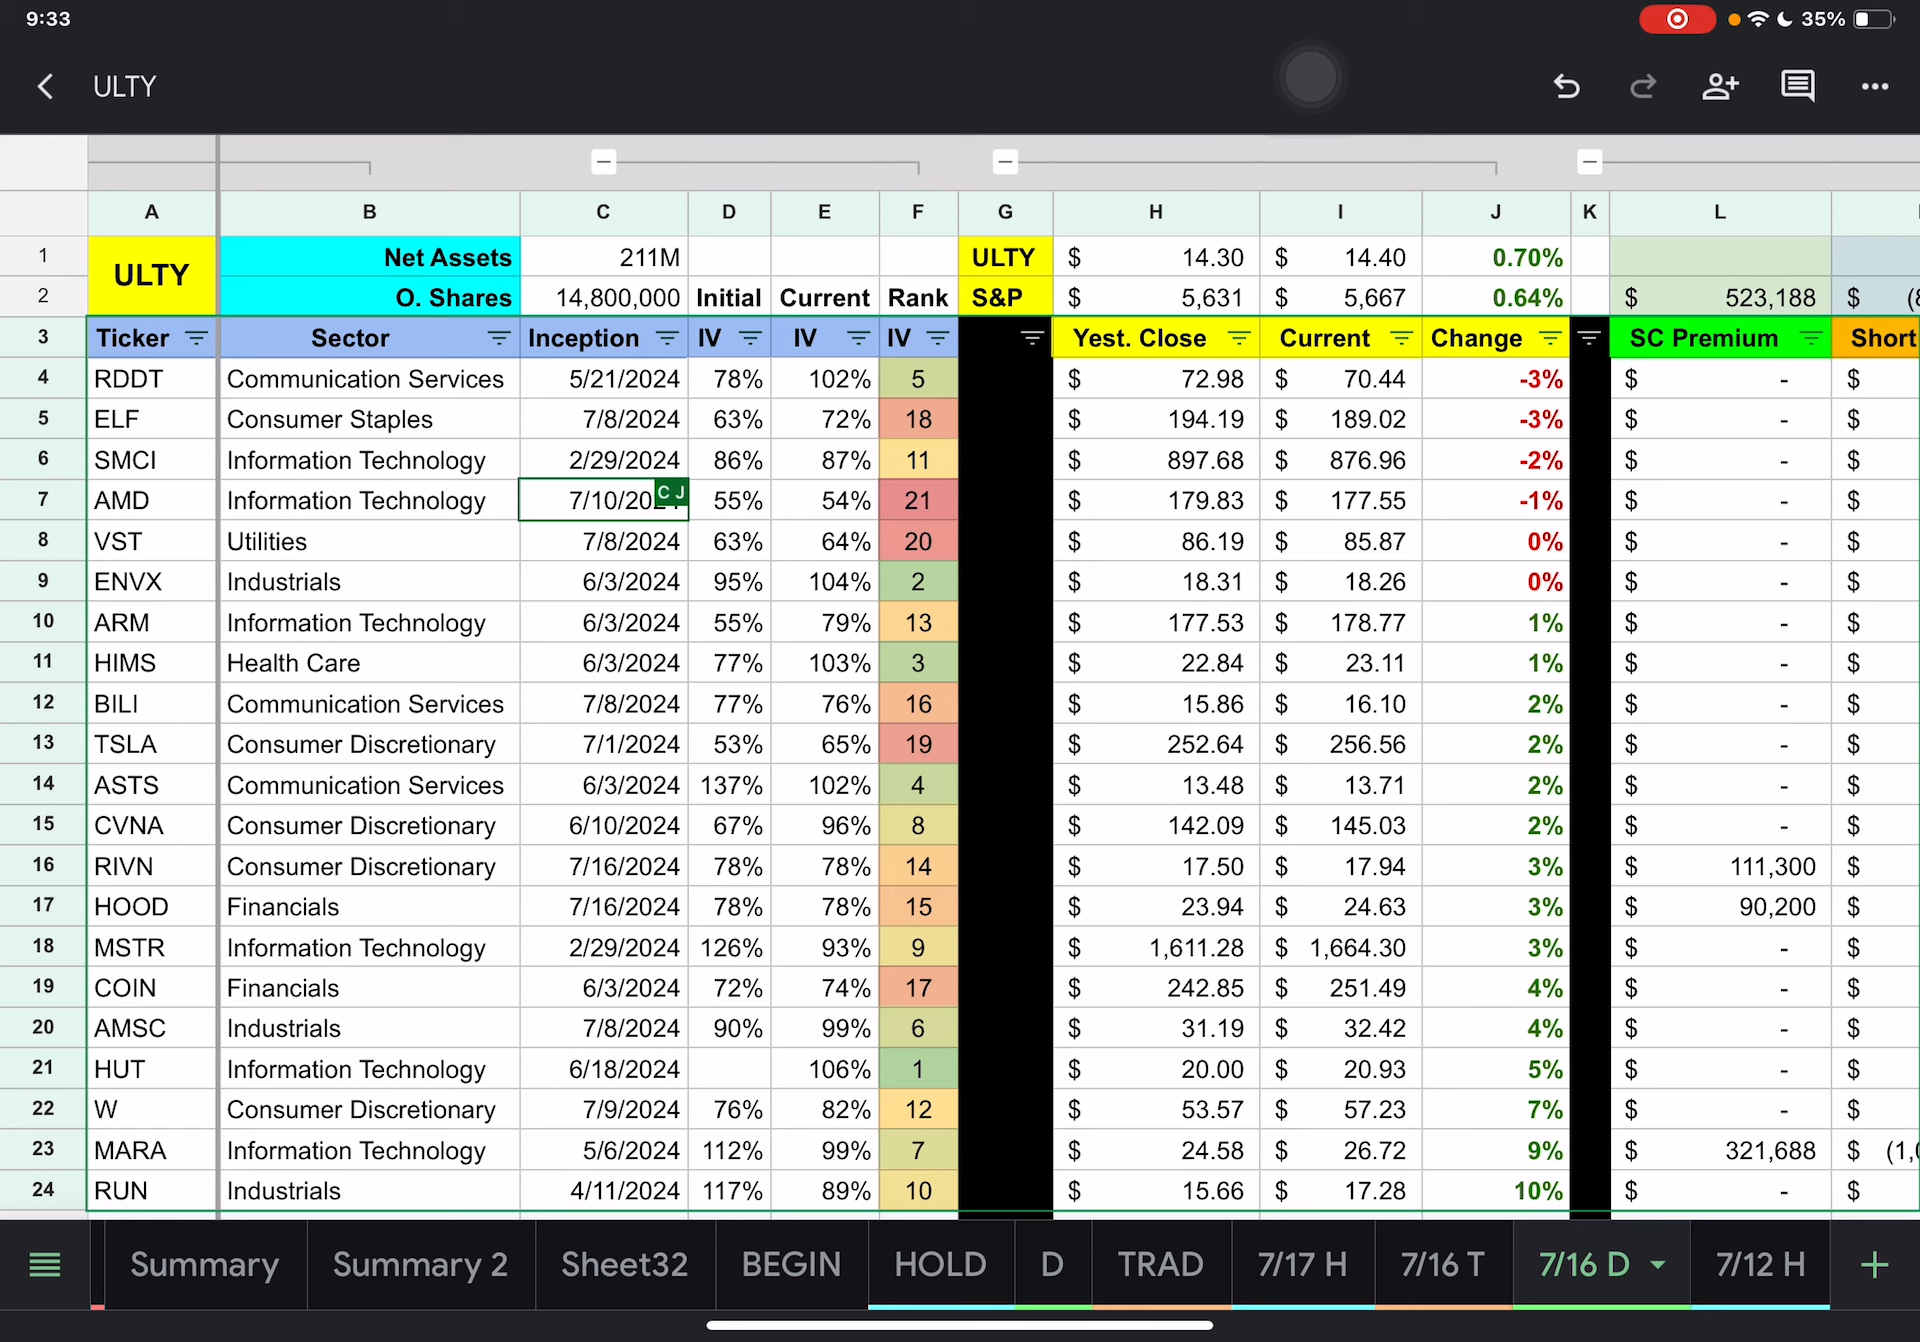 9:33
35%
ULTY
A B C D E F G H I J K L
1 ULTY Net Assets 211M ULTY $ 14.30 $ 14.40 0.70%
2 O. Shares 14,800,000 Initial Current Rank S&P $ 5,631 $ 5,667 0.64% $ 523,188 $ (8
3 Ticker Sector Inception IV IV IV Yest. Close Current Change SC Premium Short
4 RDDT Communication Services 5/21/2024 78% 102% 5 $ 72.98 $ 70.44 -3% $ - $
5 ELF Consumer Staples 7/8/2024 63% 72% 18 $ 194.19 $ 189.02 -3% $ - $
6 SMCI Information Technology 2/29/2024 86% 87% 11 $ 897.68 $ 876.96 -2% $ - $
7 AMD Information Technology 7/10/20 C J 55% 54% 21 $ 179.83 $ 177.55 -1% $ - $
8 VST Utilities 7/8/2024 63% 64% 20 $ 86.19 $ 85.87 0% $ - $
9 ENVX Industrials 6/3/2024 95% 104% 2 $ 18.31 $ 18.26 0% $ - $
10 ARM Information Technology 6/3/2024 55% 79% 13 $ 177.53 $ 178.77 1% $ - $
11 HIMS Health Care 6/3/2024 77% 103% 3 $ 22.84 $ 23.11 1% $ - $
12 BILI Communication Services 7/8/2024 77% 76% 16 $ 15.86 $ 16.10 2% $ - $
13 TSLA Consumer Discretionary 7/1/2024 53% 65% 19 $ 252.64 $ 256.56 2% $ - $
14 ASTS Communication Services 6/3/2024 137% 102% 4 $ 13.48 $ 13.71 2% $ - $
15 CVNA Consumer Discretionary 6/10/2024 67% 96% 8 $ 142.09 $ 145.03 2% $ - $
16 RIVN Consumer Discretionary 7/16/2024 78% 78% 14 $ 17.50 $ 17.94 3% $ 111,300 $
17 HOOD Financials 7/16/2024 78% 78% 15 $ 23.94 $ 24.63 3% $ 90,200 $
18 MSTR Information Technology 2/29/2024 126% 93% 9 $ 1,611.28 $ 1,664.30 3% $ - $
19 COIN Financials 6/3/2024 72% 74% 17 $ 242.85 $ 251.49 4% $ - $
20 AMSC Industrials 7/8/2024 90% 99% 6 $ 31.19 $ 32.42 4% $ - $
21 HUT Information Technology 6/18/2024 106% 1 $ 20.00 $ 20.93 5% $ - $
22 W Consumer Discretionary 7/9/2024 76% 82% 12 $ 53.57 $ 57.23 7% $ - $
23 MARA Information Technology 5/6/2024 112% 99% 7 $ 24.58 $ 26.72 9% $ 321,688 $ (1,0
24 RUN Industrials 4/11/2024 117% 89% 10 $ 15.66 $ 17.28 10% $ - $
Summary Summary 2 Sheet32 BEGIN HOLD D TRAD 7/17 H 7/16 T 7/16 D 7/12 H